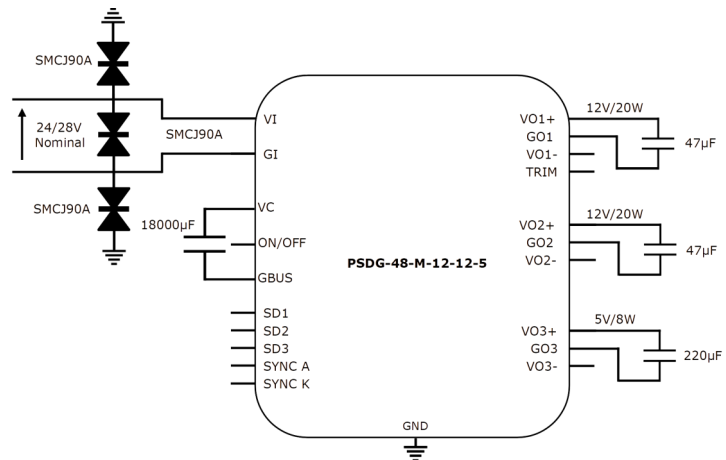 SMCJ90A
24/28V
Nominal
SMCJ90A
SMCJ90A
18000µF
VI
GI
VC
ON/OFF
GBUS
SD1
SD2
SD3
SYNC A
SYNC K
PSDG-48-M-12-12-5
GND
VO1+
GO1
VO1-
TRIM
VO2+
GO2
VO2-
VO3+
GO3
VO3-
12V/20W
47µF
12V/20W
47µF
5V/8W
220µF